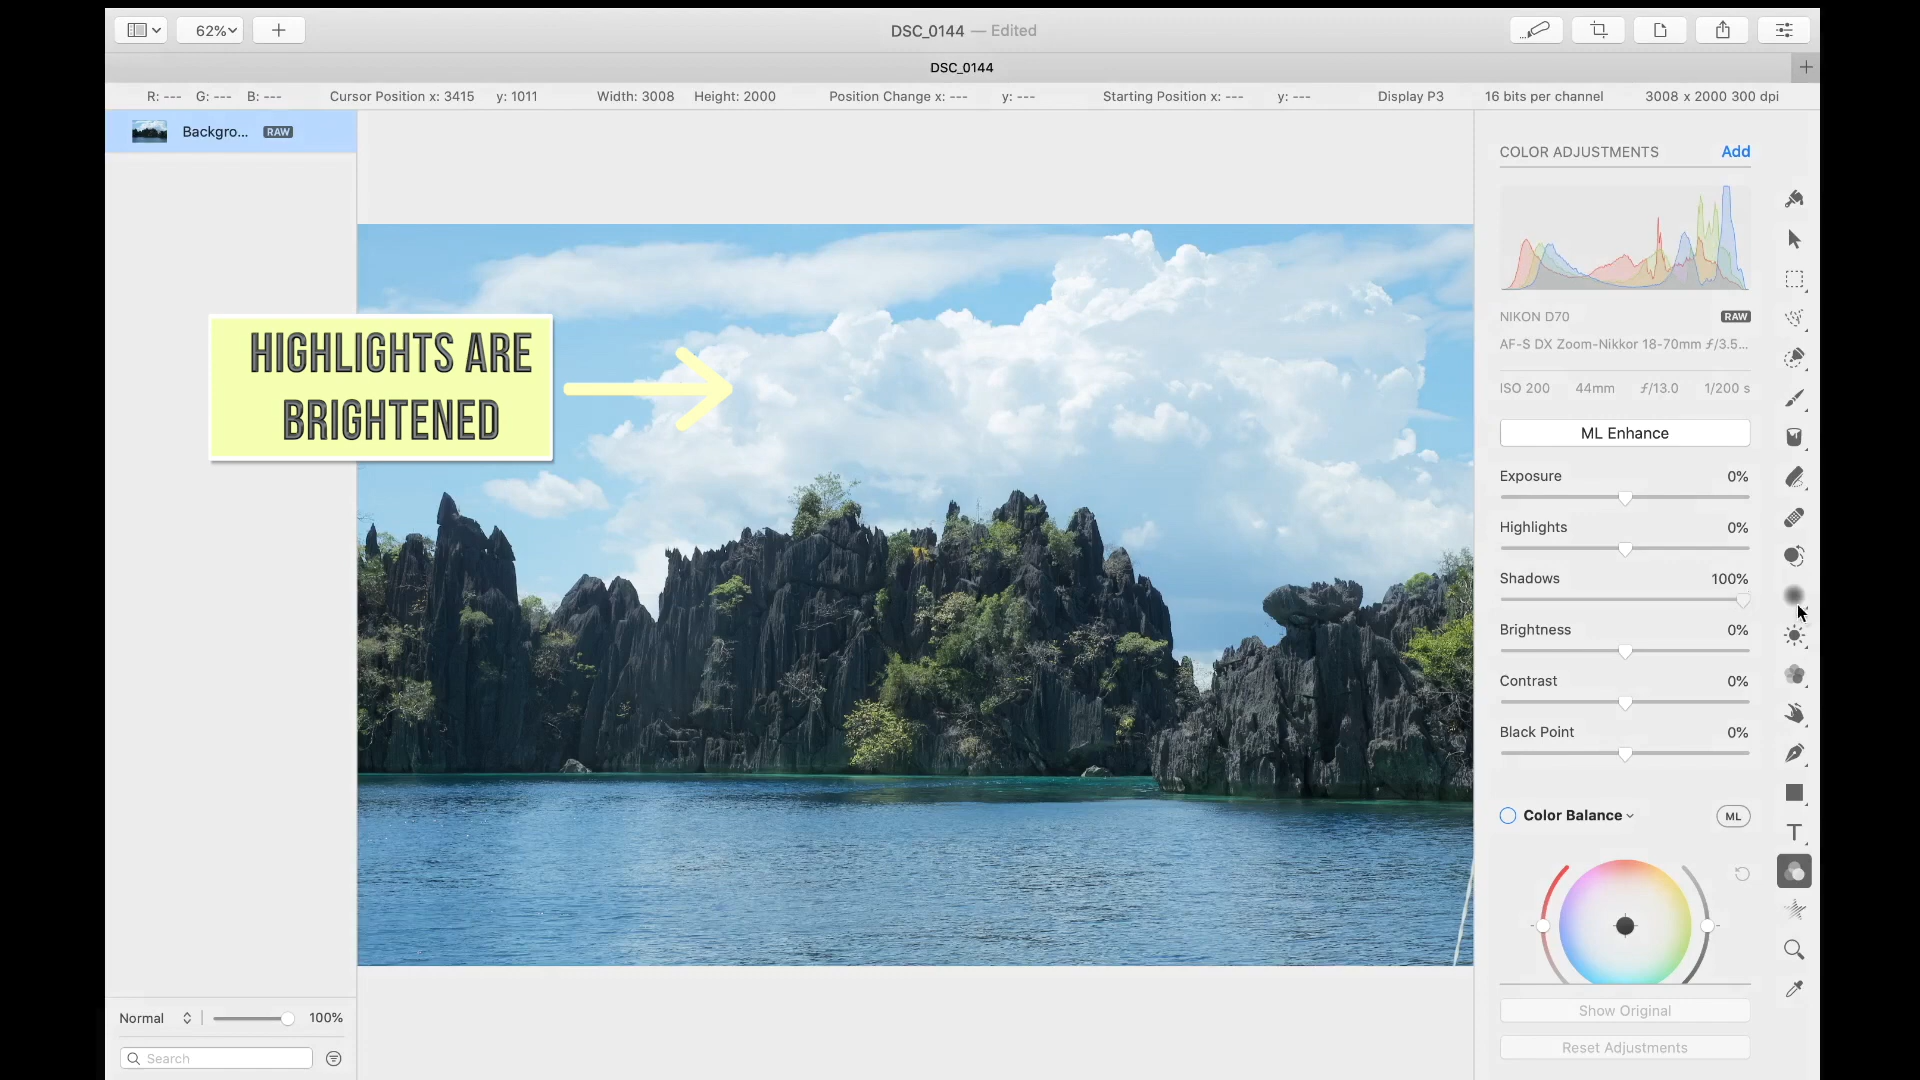 62%
DSC_0144 — Edited
DSC_0144
R: --- G: --- B: --- Cursor Position x: 3415 y: 1011 Width: 3008 Height: 2000 Position Change x: --- y: --- Starting Position x: --- y: --- Display P3 16 bits per channel 3008 x 2000 300 dpi
Backgro... RAW
HIGHLIGHTS ARE
BRIGHTENED
COLOR ADJUSTMENTS Add
NIKON D70 RAW
AF-S DX Zoom-Nikkor 18-70mm ƒ/3.5...
ISO 200 44mm ƒ/13.0 1/200 s
ML Enhance
Exposure 0%
Highlights 0%
Shadows 100%
Brightness 0%
Contrast 0%
Black Point 0%
Color Balance ML
T
Show Original
Reset Adjustments
Normal 100%
Search